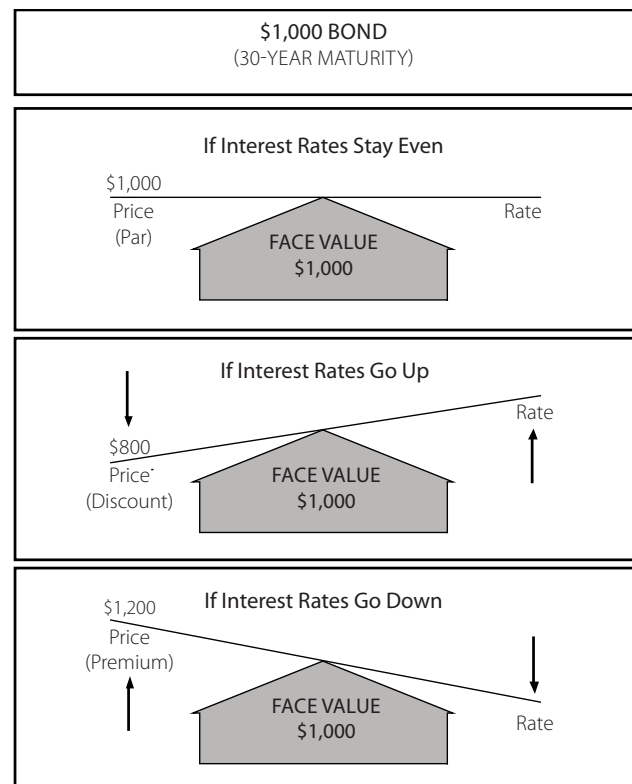 $1,000 BOND
(30-YEAR MATURITY)
If Interest Rates Stay Even
$1,000
Price
(Par)
Rate
FACE VALUE
$1,000
If Interest Rates Go Up
$800
Price
(Discount)
Rate
FACE VALUE
$1,000
If Interest Rates Go Down
$1,200
Price
(Premium)
FACE VALUE
$1,000
Rate